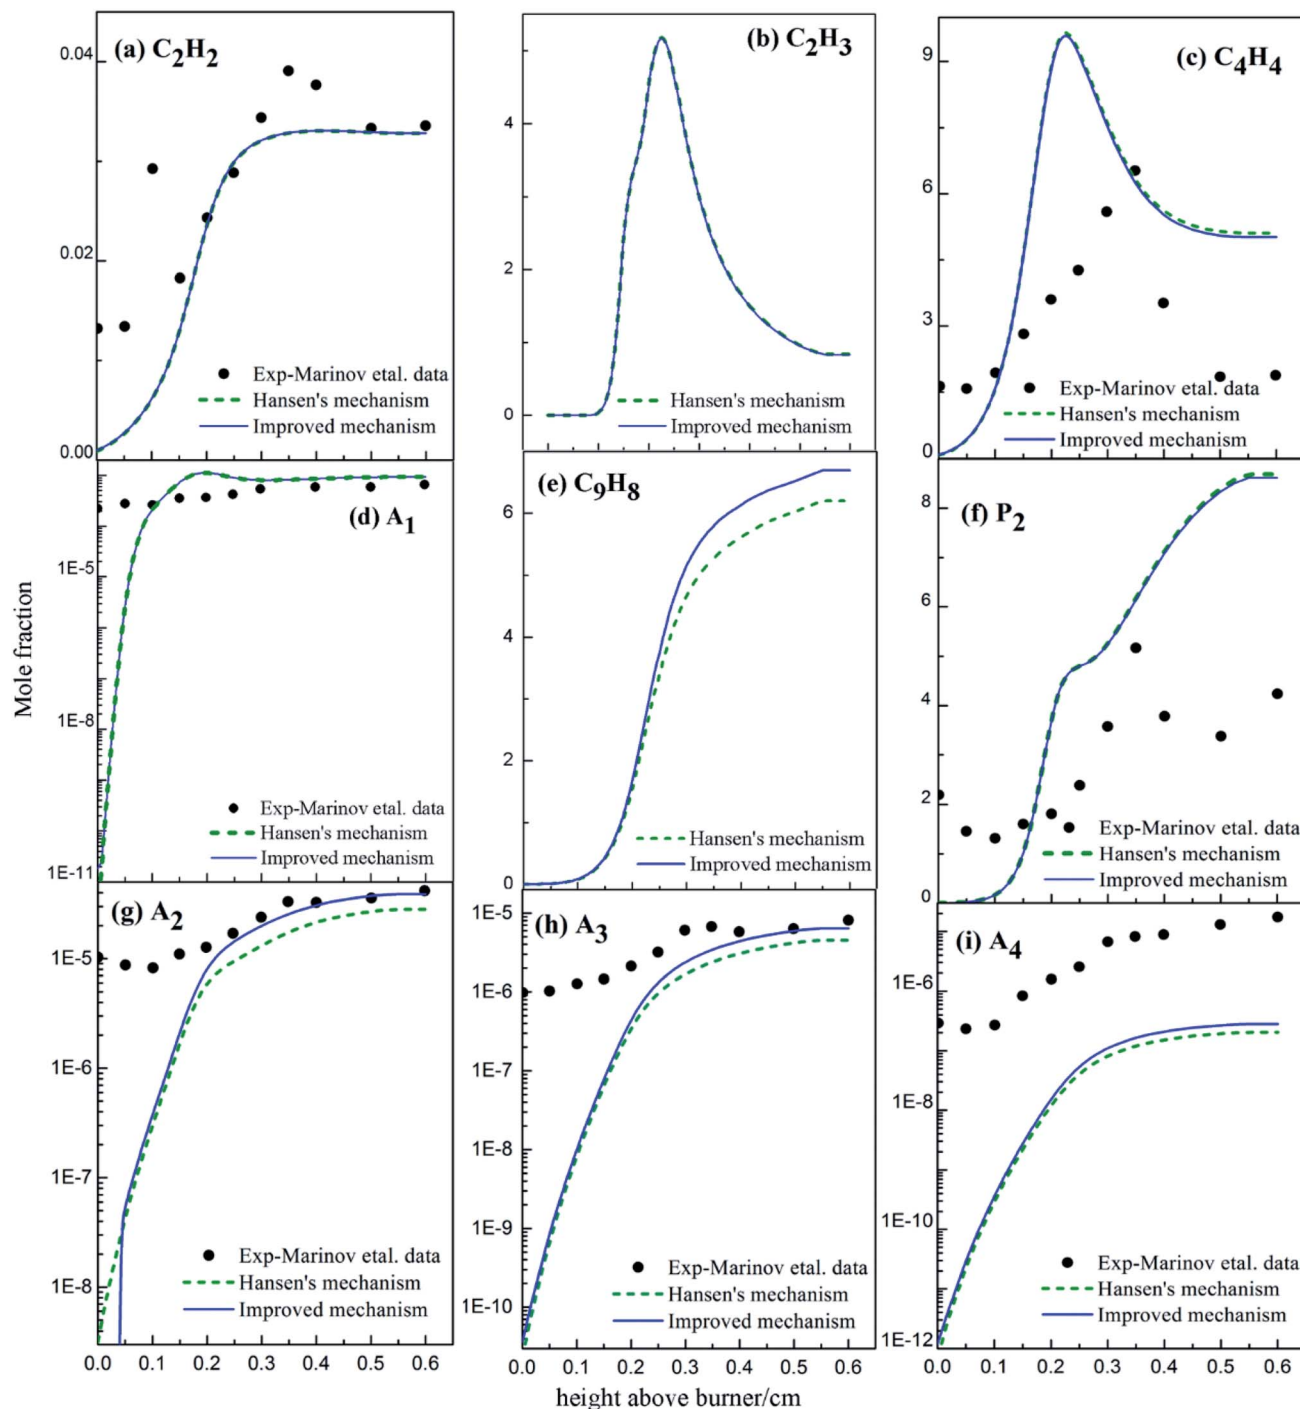 (a) C2H2
0.04
0.02
0.00
Exp-Marinov etal. data
Hansen's mechanism
Improved mechanism
(b) C2H3
4
2
0
Hansen's mechanism
Improved mechanism
(c) C4H4
9
6
3
0
Exp-Marinov etal. data
Hansen's mechanism
Improved mechanism
Mole fraction
(d) A1
1E-5
1E-8
1E-11
Exp-Marinov etal. data
Hansen's mechanism
Improved mechanism
(e) C9H8
6
4
2
0
Hansen's mechanism
Improved mechanism
(f) P2
8
6
4
2
0
Exp-Marinov etal. data
Hansen's mechanism
Improved mechanism
(g) A2
1E-5
1E-6
1E-7
1E-8
Exp-Marinov etal. data
Hansen's mechanism
Improved mechanism
0.0 0.1 0.2 0.3 0.4 0.5 0.6
(h) A3
1E-5
1E-6
1E-7
1E-8
1E-9
1E-10
Exp-Marinov etal. data
Hansen's mechanism
Improved mechanism
0.0 0.1 0.2 0.3 0.4 0.5 0.6
(i) A4
1E-6
1E-8
1E-10
1E-12
Exp-Marinov etal. data
Hansen's mechanism
Improved mechanism
0.0 0.1 0.2 0.3 0.4 0.5 0.6
height above burner/cm